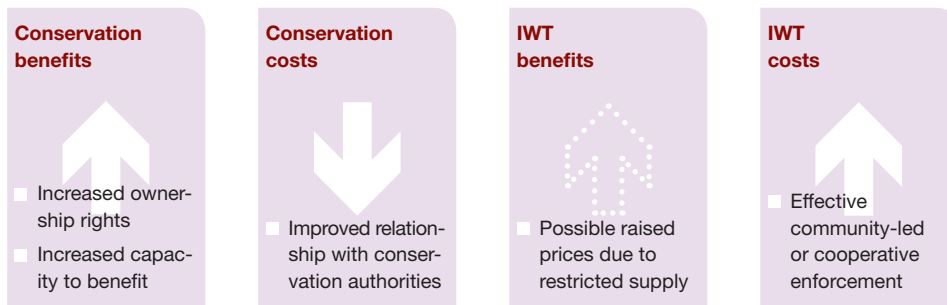 Conservation
benefits
Increased owner-
ship rights
Increased capac-
ity to benefit
Conservation
costs
Improved relation-
ship with conser-
vation authorities
IWT
benefits
Possible raised
prices due to
restricted supply
IWT
costs
Effective
community-led
or cooperative
enforcement